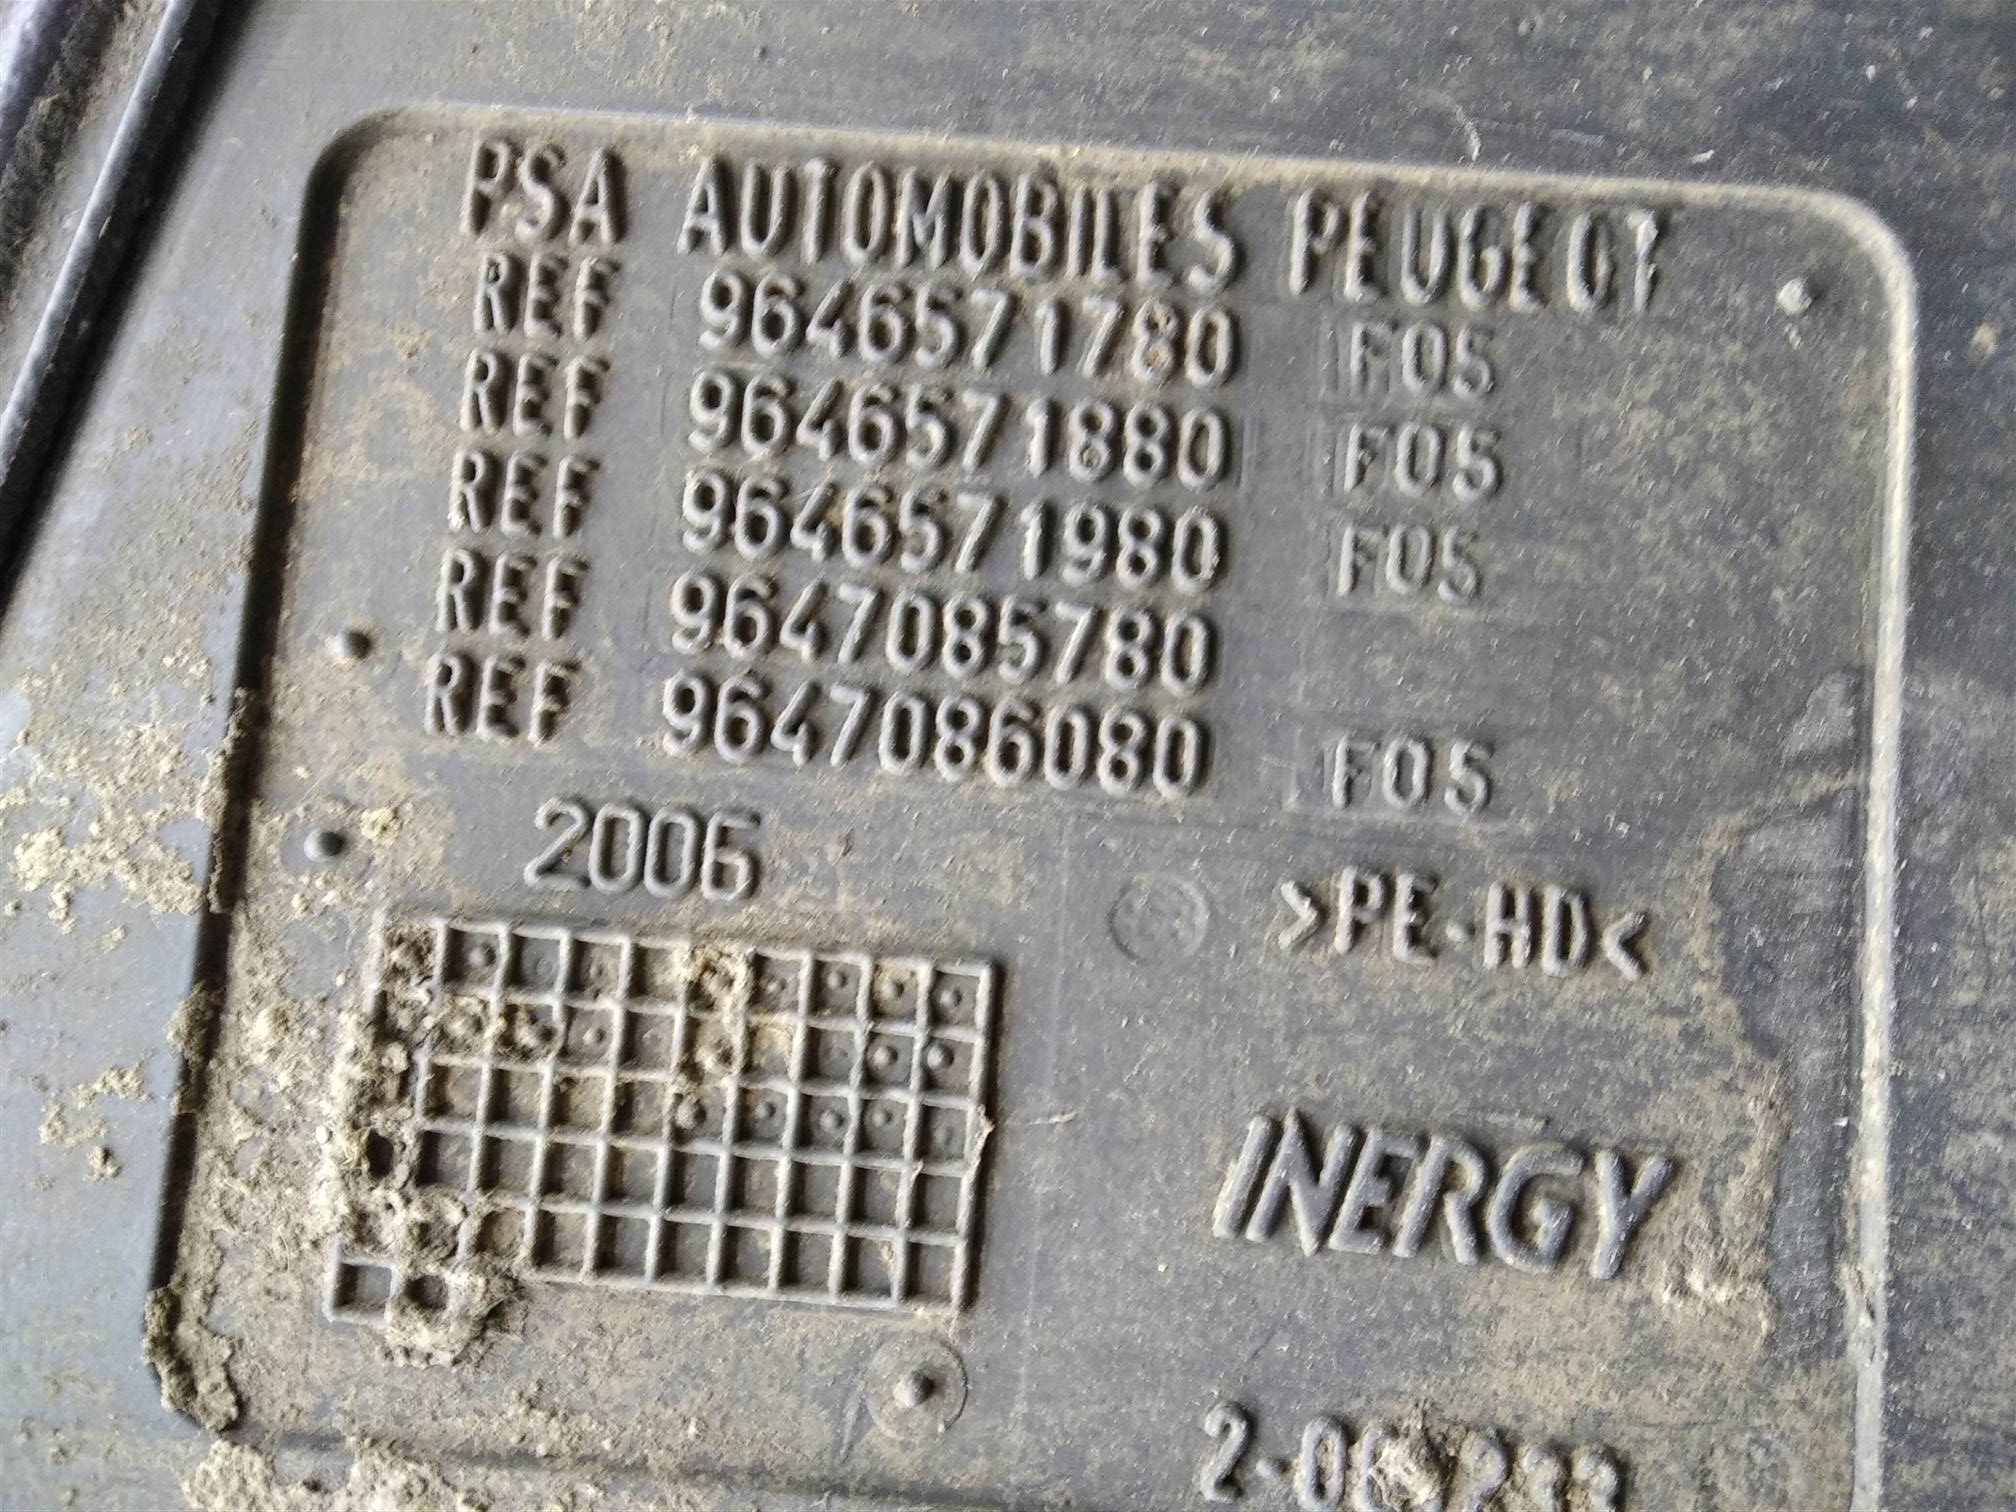 PSA AUTOMOBILES PEUGEOT
REF 9646571780 F05
REF 9646571880 F05
REF 9646571980 F05
REF 9647085780
REF 9647086080 F05
2006
>PE-HD<
INERGY